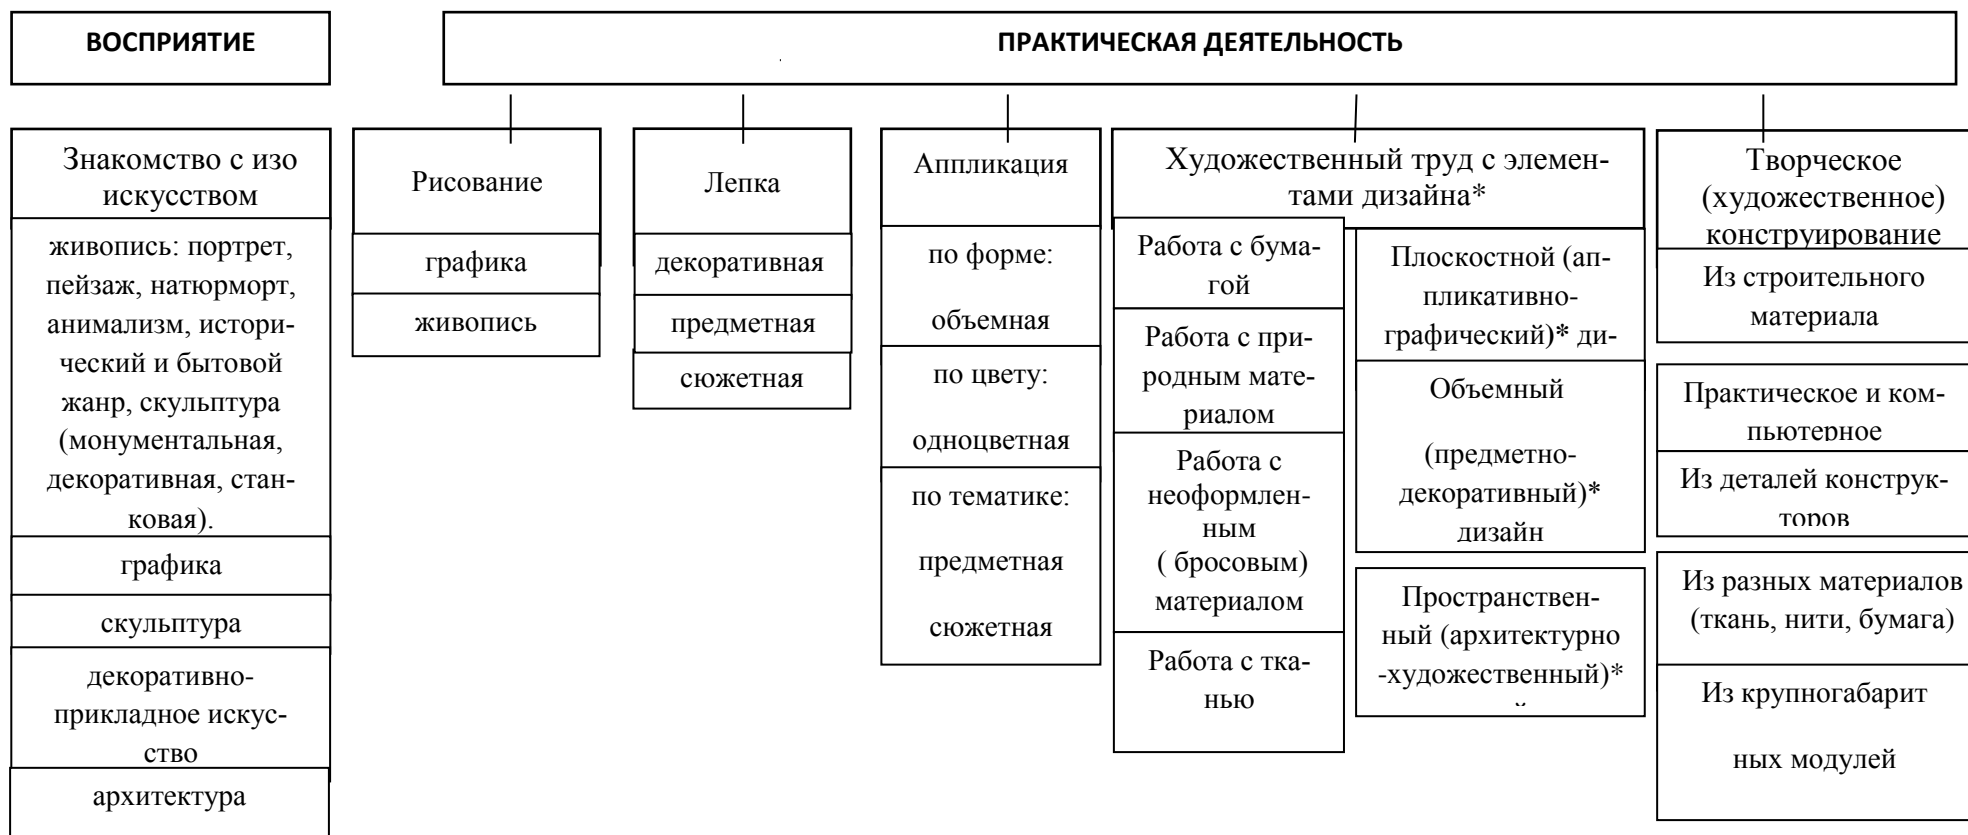 ВОСПРИЯТИЕ
ПРАКТИЧЕСКАЯ ДЕЯТЕЛЬНОСТЬ
Знакомство с изо
искусством
живопись: портрет,
пейзаж, натюрморт,
анимализм, истори-
ческий и бытовой
жанр, скульптура
(монументальная,
декоративная, стан-
ковая).
графика
скульптура
декоративно-
прикладное искус-
ство
архитектура
Рисование
графика
живопись
Лепка
декоративная
предметная
сюжетная
Аппликация
по форме:
объемная
по цвету:
одноцветная
по тематике:
предметная
сюжетная
Художественный труд с элемен-
тами дизайна*
Работа с бума-
гой
Работа с при-
родным мате-
риалом
Работа с
неоформлен-
ным
( бросовым)
материалом
Работа с тка-
нью
Плоскостной (ап-
пликативно-
графический)* ди-
Объемный
(предметно-
декоративный)*
дизайн
Пространствен-
ный (архитектурно
-художественный)*
Творческое
(художественное)
конструирование
Из строительного
материала
Практическое и ком-
пьютерное
Из деталей конструк-
торов
Из разных материалов
(ткань, нити, бумага)
Из крупногабарит
ных модулей